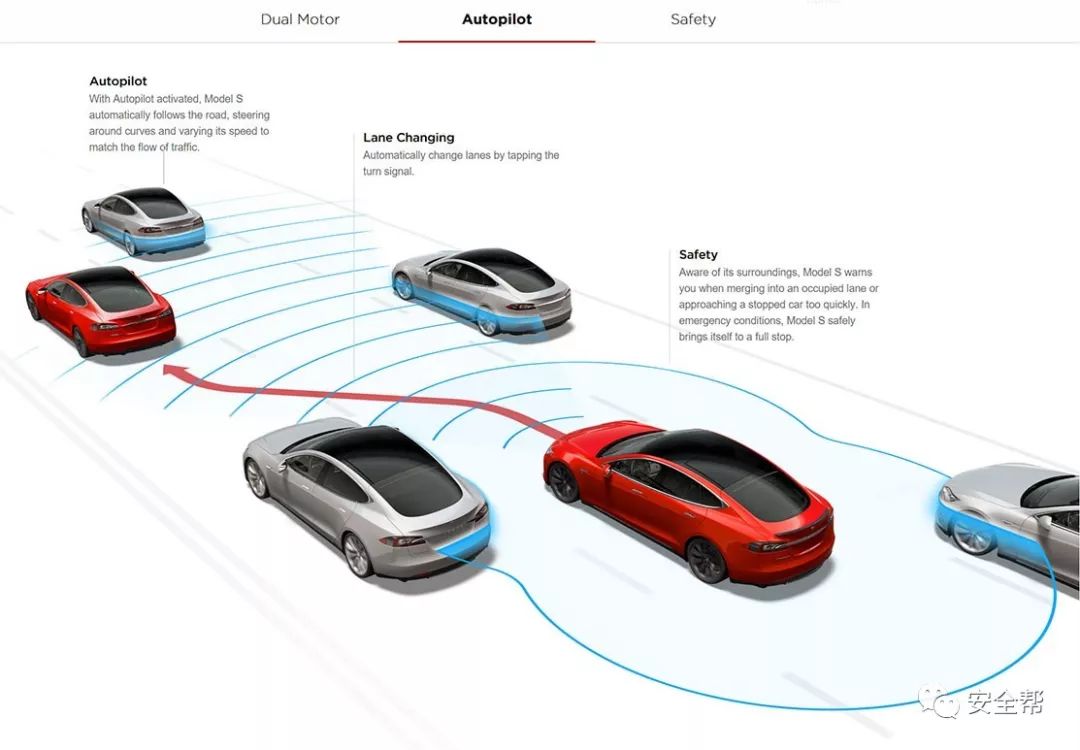 Dual Motor
Autopilot
Safety
Autopilot
With Autopilot activated, Model S
automatically follows the road, steering
around curves and varying its speed to
match the flow of traffic.
Lane Changing
Automatically change lanes by tapping the
turn signal.
Safety
Aware of its surroundings, Model S warns
you when merging into an occupied lane or
approaching a stopped car too quickly. In
emergency conditions, Model S safely
brings itself to a full stop.
安全帮